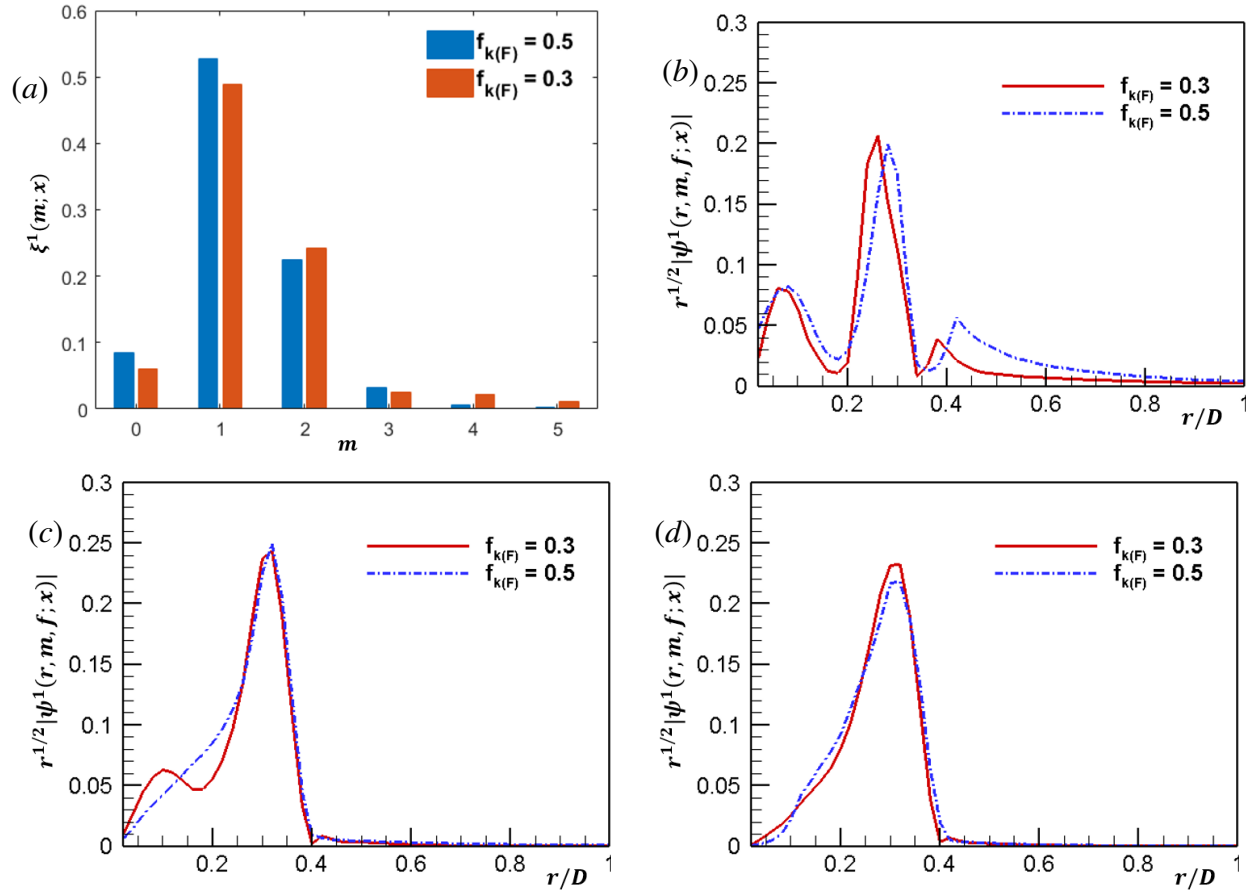 (a)
0.6
0.5
0.4
0.3
0.2
0.1
0
ξ¹(m; x)
f_k(F) = 0.5
f_k(F) = 0.3
0 1 2 3 4 5
m
(b)
0.3
0.25
0.2
0.15
0.1
0.05
0
r^1/2|ψ¹(r, m, f; x)|
f_k(F) = 0.3
f_k(F) = 0.5
0.2 0.4 0.6 0.8 1
r/D
(c)
0.3
0.25
0.2
0.15
0.1
0.05
0
r^1/2|ψ¹(r, m, f; x)|
f_k(F) = 0.3
f_k(F) = 0.5
0.2 0.4 0.6 0.8 1
r/D
(d)
0.3
0.25
0.2
0.15
0.1
0.05
0
r^1/2|ψ¹(r, m, f; x)|
f_k(F) = 0.3
f_k(F) = 0.5
0.2 0.4 0.6 0.8 1
r/D